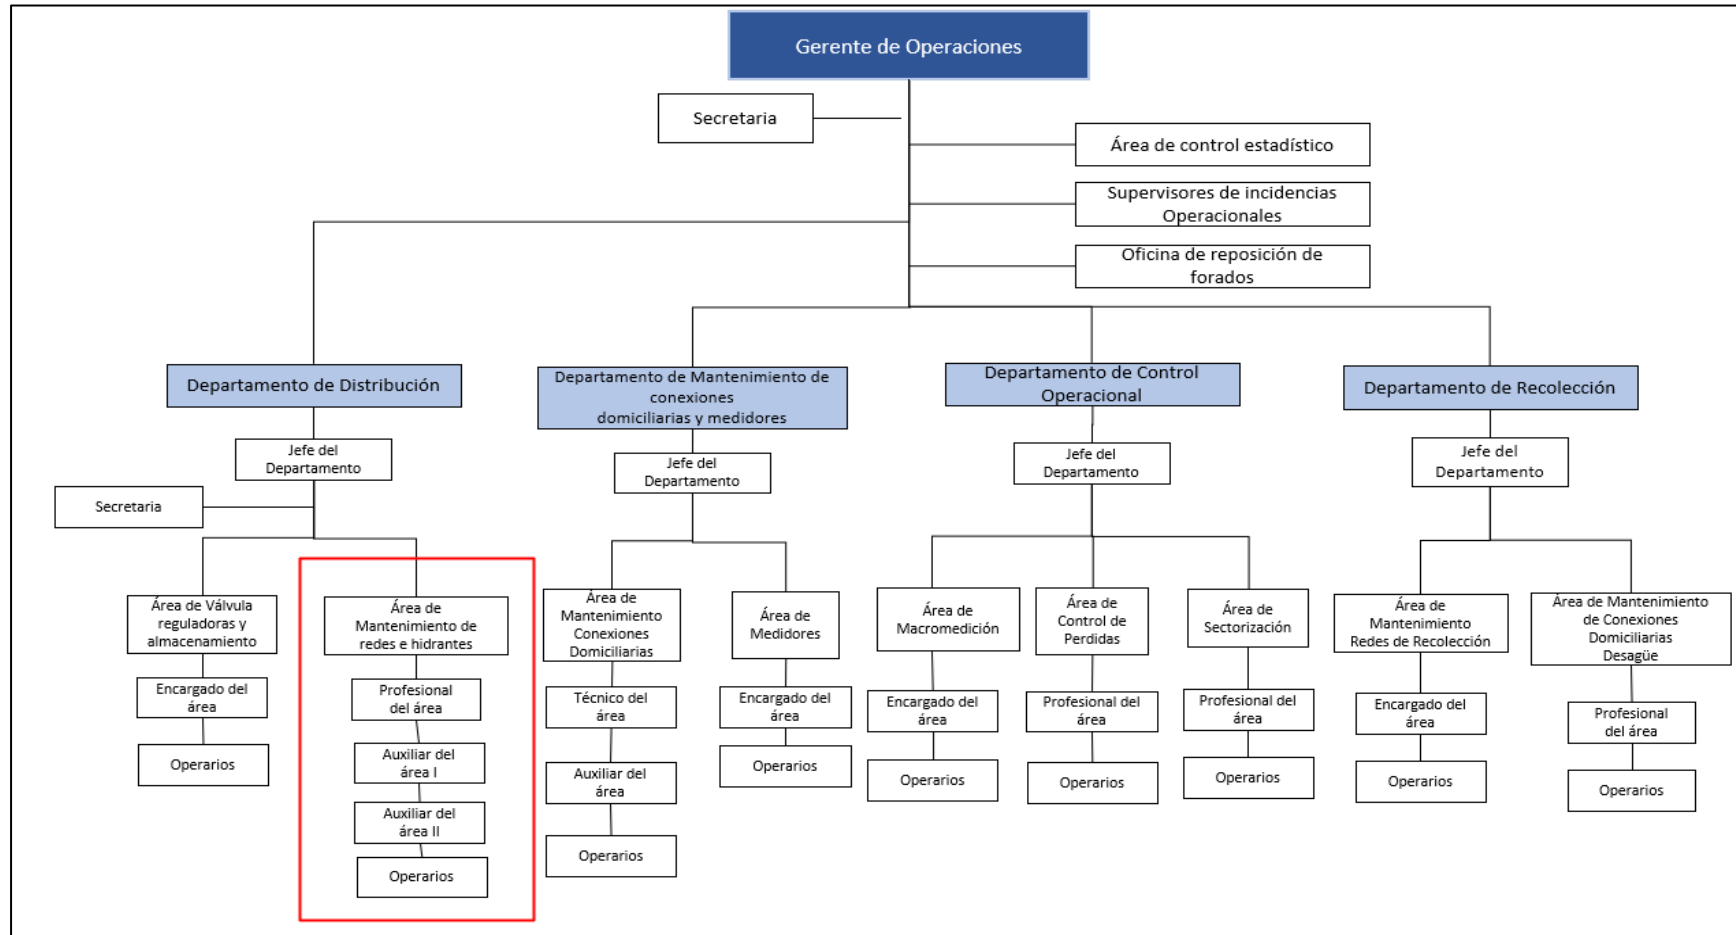 Gerente de Operaciones
Secretaria
Área de control estadístico
Supervisores de incidencias
Operacionales
Oficina de reposición de
forados
Departamento de Distribución
Departamento de Mantenimiento de
conexiones
domiciliarias y medidores
Departamento de Control
Operacional
Departamento de Recolección
Jefe del
Departamento
Jefe del
Departamento
Jefe del
Departamento
Jefe del
Departamento
Secretaria
Área de Válvula
reguladoras y
almacenamiento
Encargado del
área
Operarios
Área de
Mantenimiento de
redes e hidrantes
Profesional
del área
Auxiliar del
área I
Auxiliar del
área II
Operarios
Área de
Mantenimiento
Conexiones
Domiciliarias
Técnico del
área
Auxiliar del
área
Operarios
Área de
Medidores
Encargado del
área
Operarios
Área de
Macromedición
Encargado del
área
Operarios
Área de
Control de
Perdidas
Profesional del
área
Operarios
Área de
Sectorización
Profesional del
área
Operarios
Área de
Mantenimiento
Redes de Recolección
Encargado del
área
Operarios
Área de Mantenimiento
de Conexiones
Domiciliarias
Desagüe
Profesional
del área
Operarios